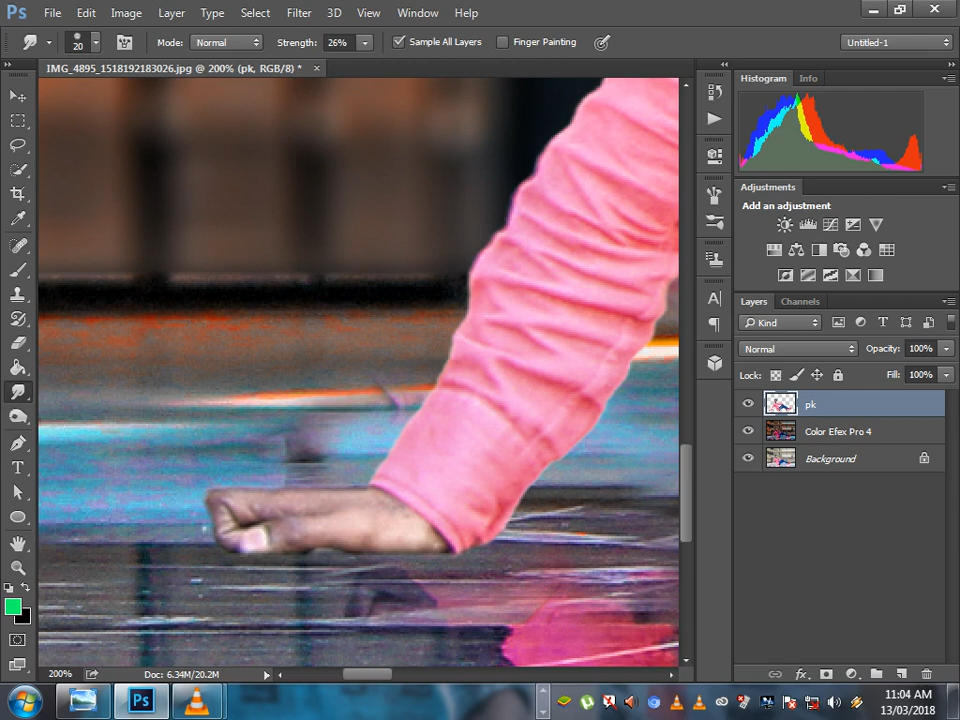 Ps File Edit Image Layer Type Select Filter 3D View Window Help
20 Mode: Normal Strength: 26% Sample All Layers Finger Painting Untitled-1
IMG_4895_1518192183026.jpg @ 200% (pk, RGB/8) * ×
Histogram Info
Adjustments
Add an adjustment
Layers Channels
Kind
Normal Opacity: 100%
Lock: Fill: 100%
pk
Color Efex Pro 4
Background
200% Doc: 6.34M/20.2M
Ps
11:04 AM
13/03/2018